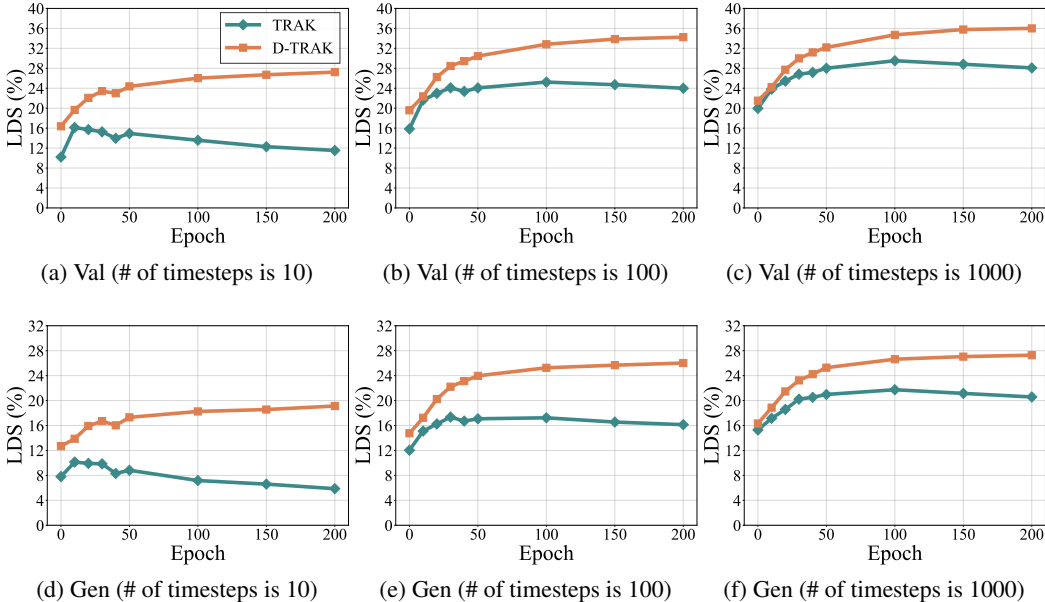 40
36
32
28
24
20
16
12
8
4
0
LDS (%)
TRAK
D-TRAK
0 50 100 150 200
Epoch
(a) Val (# of timesteps is 10)
40
36
32
28
24
20
16
12
8
4
0
LDS (%)
0 50 100 150 200
Epoch
(b) Val (# of timesteps is 100)
40
36
32
28
24
20
16
12
8
4
0
LDS (%)
0 50 100 150 200
Epoch
(c) Val (# of timesteps is 1000)
32
28
24
20
16
12
8
4
0
LDS (%)
0 50 100 150 200
Epoch
(d) Gen (# of timesteps is 10)
32
28
24
20
16
12
8
4
0
LDS (%)
0 50 100 150 200
Epoch
(e) Gen (# of timesteps is 100)
32
28
24
20
16
12
8
4
0
LDS (%)
0 50 100 150 200
Epoch
(f) Gen (# of timesteps is 1000)